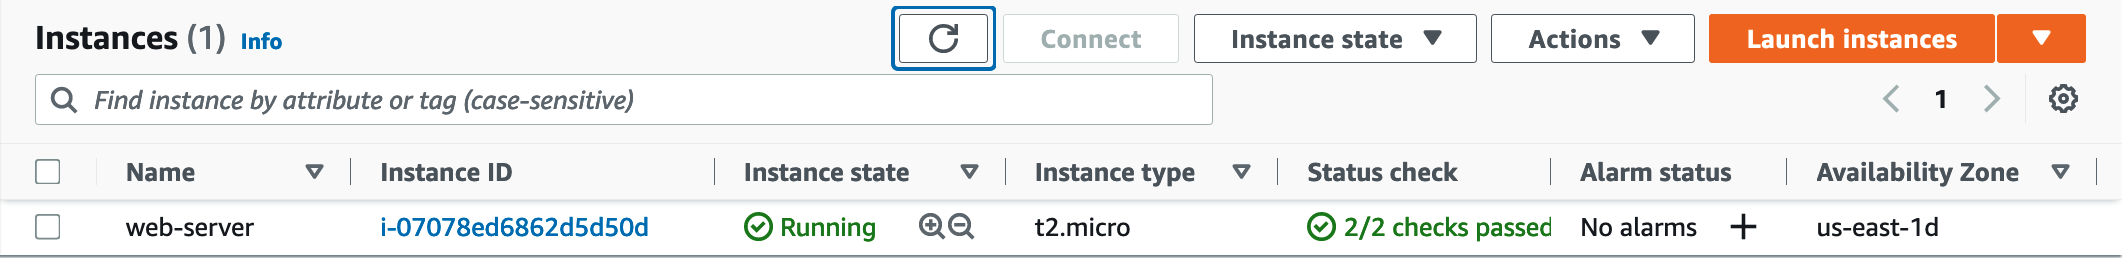 Instances (1) Info Connect Instance state Actions Launch instances
Find instance by attribute or tag (case-sensitive) 1
Name Instance ID Instance state Instance type Status check Alarm status Availability Zone
web-server i-07078ed6862d5d50d Running t2.micro 2/2 checks passed No alarms + us-east-1d